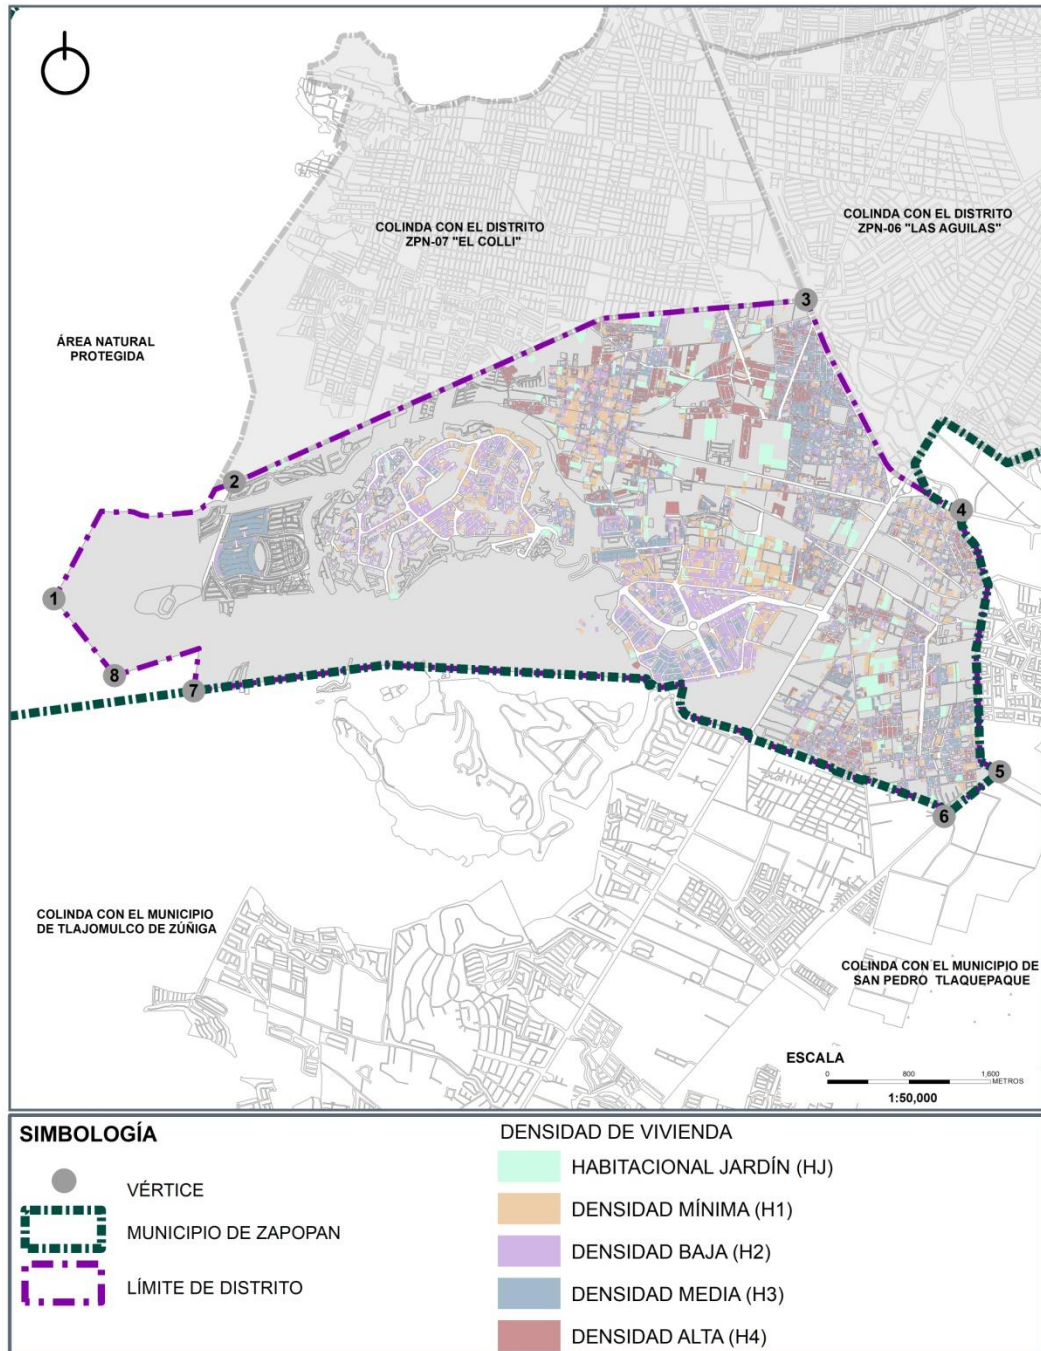 COLINDA CON EL DISTRITO
ZPN-07 "EL COLLI"
COLINDA CON EL DISTRITO
ZPN-06 "LAS AGUILAS"
ÁREA NATURAL
PROTEGIDA
3
2
4
1
8
7
5
6
COLINDA CON EL MUNICIPIO
DE TLAJOMULCO DE ZÚÑIGA
COLINDA CON EL MUNICIPIO DE
SAN PEDRO TLAQUEPAQUE
ESCALA
0 800 1,600
METROS
1:50,000
SIMBOLOGÍA
VÉRTICE
MUNICIPIO DE ZAPOPAN
LÍMITE DE DISTRITO
DENSIDAD DE VIVIENDA
HABITACIONAL JARDÍN (HJ)
DENSIDAD MÍNIMA (H1)
DENSIDAD BAJA (H2)
DENSIDAD MEDIA (H3)
DENSIDAD ALTA (H4)